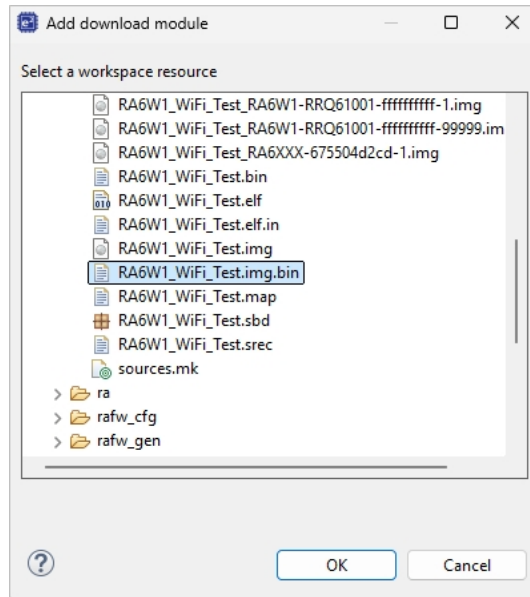 Add download module
Select a workspace resource
RA6W1_WiFi_Test_RA6W1-RRQ61001-ffffffffff-1.img
RA6W1_WiFi_Test_RA6W1-RRQ61001-ffffffffff-99999.im
RA6W1_WiFi_Test_RA6XXX-675504d2cd-1.img
RA6W1_WiFi_Test.bin
RA6W1_WiFi_Test.elf
RA6W1_WiFi_Test.elf.in
RA6W1_WiFi_Test.img
RA6W1_WiFi_Test.img.bin
RA6W1_WiFi_Test.map
RA6W1_WiFi_Test.sbd
RA6W1_WiFi_Test.srec
sources.mk
ra
rafw_cfg
rafw_gen
OK Cancel